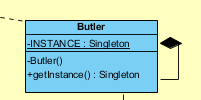 Butler
-INSTANCE : Singleton
-Butler()
+getInstance() : Singleton